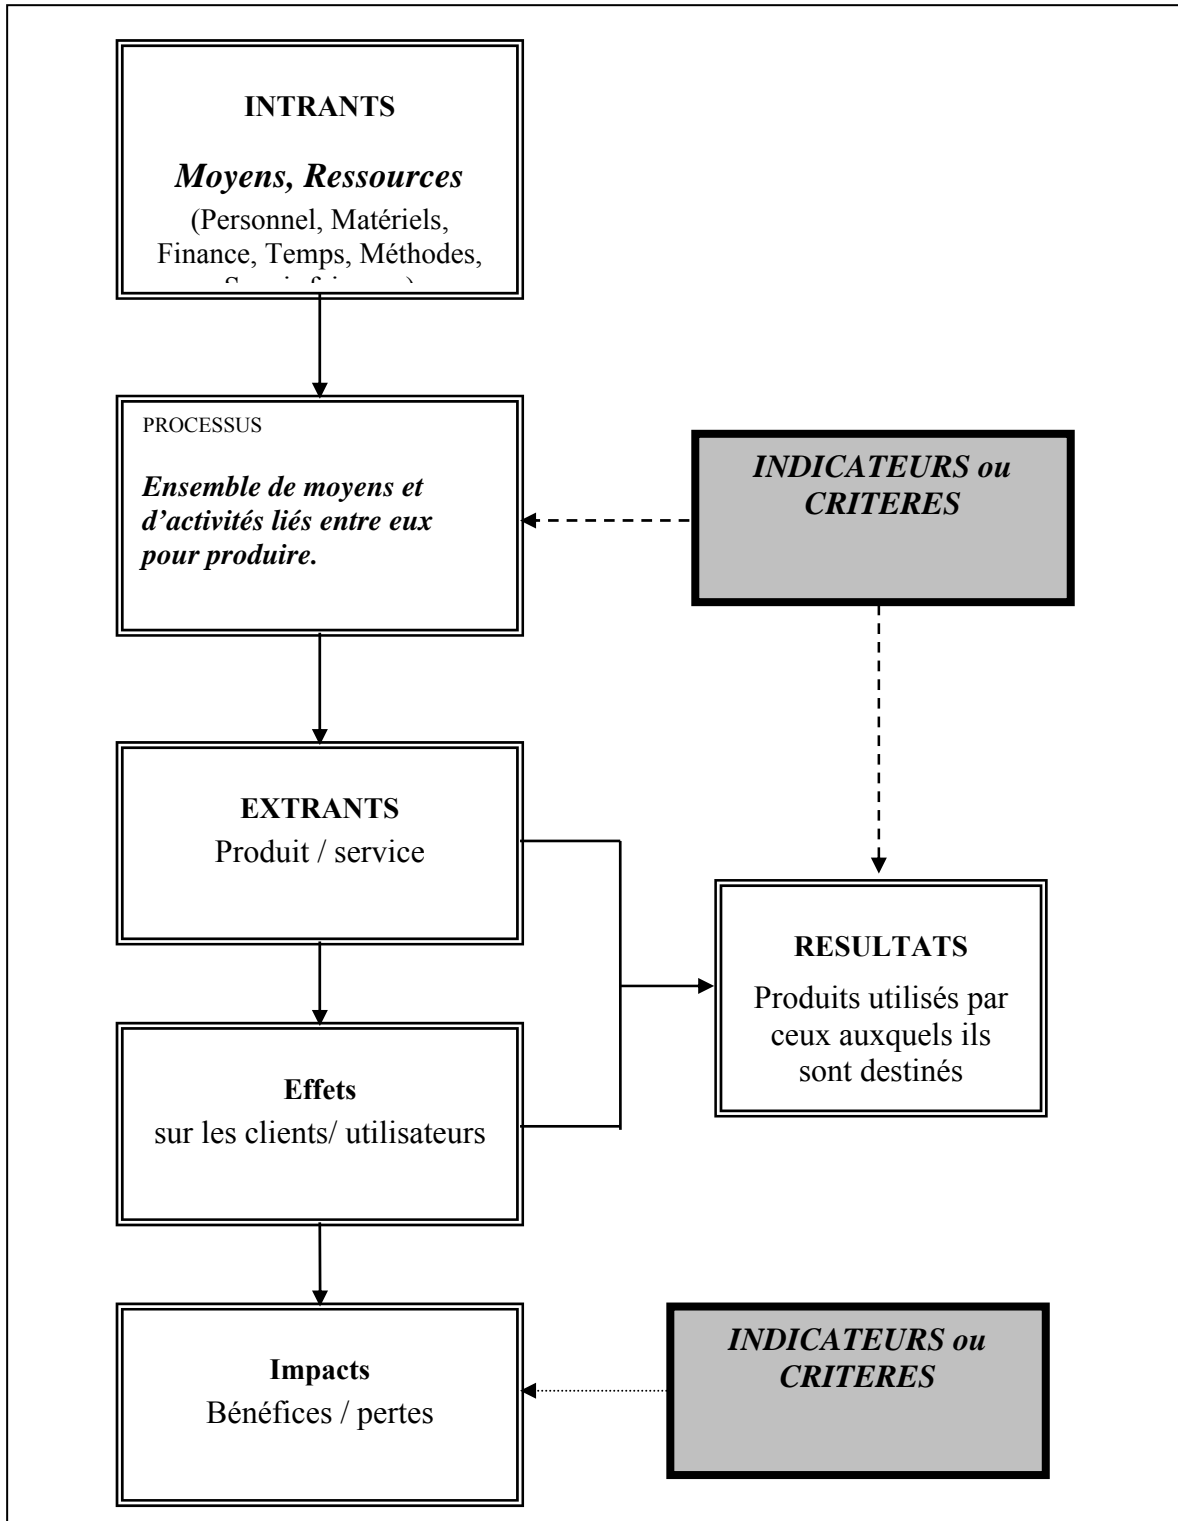 INTRANTS
Moyens, Ressources
(Personnel, Matériels,
Finance, Temps, Méthodes,
PROCESSUS
Ensemble de moyens et
d’activités liés entre eux
pour produire.
INDICATEURS ou
CRITERES
EXTRANTS
Produit / service
RESULTATS
Produits utilisés par
ceux auxquels ils
sont destinés
Effets
sur les clients/ utilisateurs
Impacts
Bénéfices / pertes
INDICATEURS ou
CRITERES